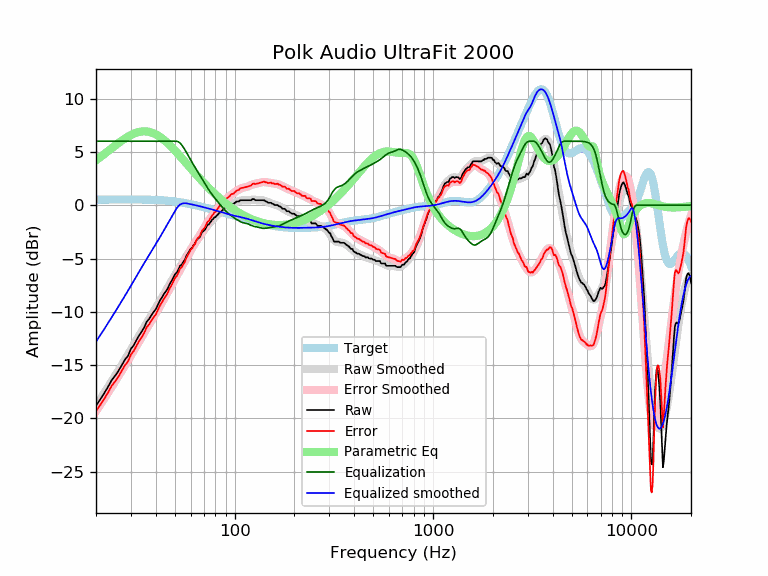 Polk Audio UltraFit 2000
Amplitude (dBr)
10
5
0
−5
−10
−15
−20
−25
Target
Raw Smoothed
Error Smoothed
Raw
Error
Parametric Eq
Equalization
Equalized smoothed
100
1000
10000
Frequency (Hz)